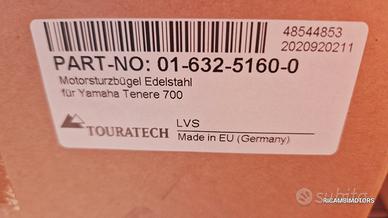 48544853
2020920211
PART-NO: 01-632-5160-0
Motorsturzbügel Edelstahl
für Yamaha Tenere 700
TOURATECH
LVS
Made in EU (Germany)
subito
RICAMBIMOTORS